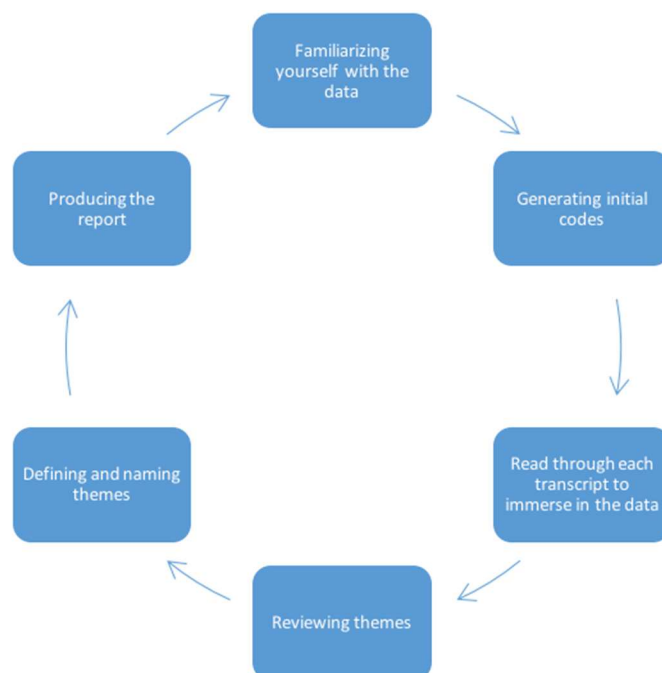 Familiarizing
yourself with the
data
Generating initial
codes
Read through each
transcript to
immerse in the data
Reviewing themes
Defining and naming
themes
Producing the
report